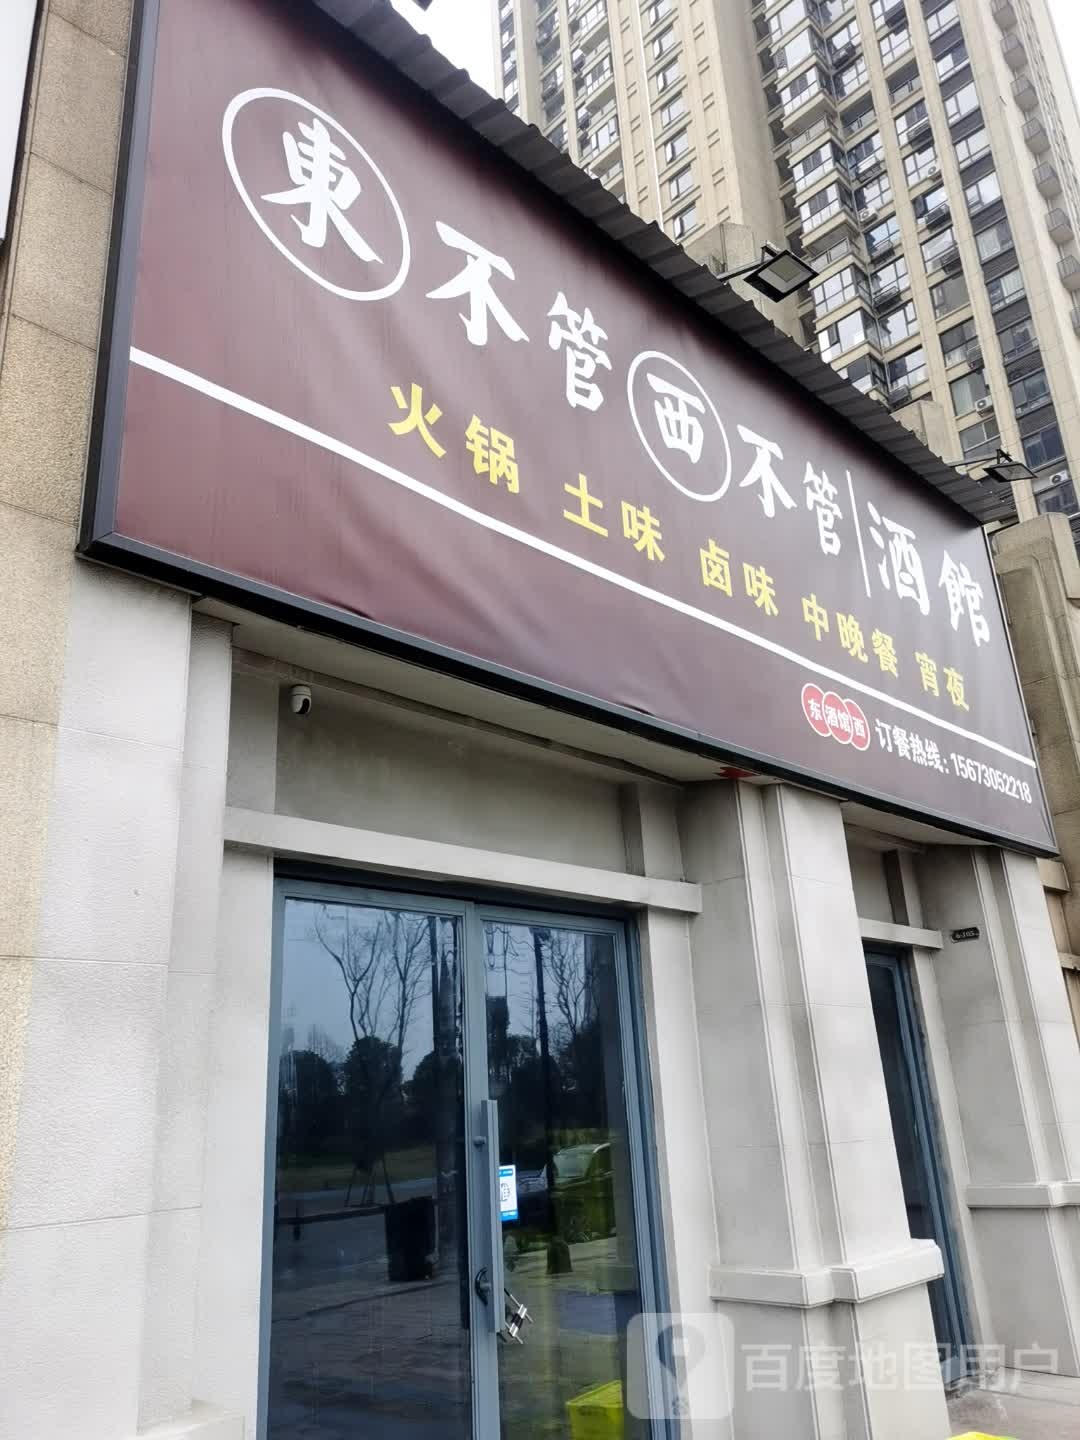 東不管西不管|酒館
火锅 土味 卤味 中晚餐 宵夜
东(酒馆)西 订餐热线：15673052218
百度地图用户